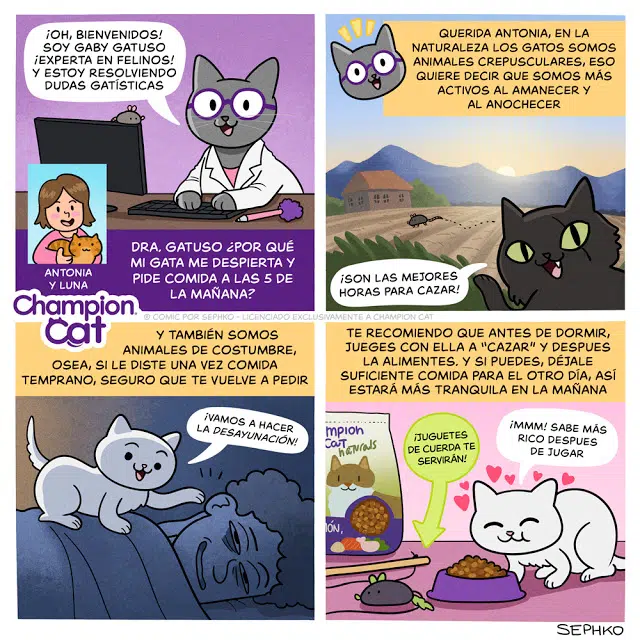 ¡OH, BIENVENIDOS!
SOY GABY GATUSO
¡EXPERTA EN FELINOS!
Y ESTOY RESOLVIENDO
DUDAS GATÍSTICAS
ANTONIA
Y LUNA
DRA. GATUSO ¿POR QUÉ
MI GATA ME DESPIERTA Y
PIDE COMIDA A LAS 5 DE
LA MAÑANA?
QUERIDA ANTONIA, EN LA
NATURALEZA LOS GATOS SOMOS
ANIMALES CREPUSCULARES, ESO
QUIERE DECIR QUE SOMOS MÁS
ACTIVOS AL AMANECER Y
AL ANOCHECER
¡SON LAS MEJORES
HORAS PARA CAZAR!
Champion
Cat
© COMIC POR SEPHKO - LICENCIADO EXCLUSIVAMENTE A CHAMPION CAT
Y TAMBIÉN SOMOS
ANIMALES DE COSTUMBRE,
OSEA, SI LE DISTE UNA VEZ COMIDA
TEMPRANO, SEGURO QUE TE VUELVE A PEDIR
¡VAMOS A HACER
LA DESAYUNACIÓN!
TE RECOMIENDO QUE ANTES DE DORMIR,
JUEGES CON ELLA A "CAZAR" Y DESPUES
LA ALIMENTES. Y SI PUEDES, DÉJALE
SUFICIENTE COMIDA PARA EL OTRO DÍA, ASÍ
ESTARÁ MÁS TRANQUILA EN LA MAÑANA
mpion
Cat
naturals
MÓN,
¡JUGUETES
DE CUERDA TE
SERVIRÁN!
¡MMM! SABE MÁS
RICO DESPUES
DE JUGAR
SEPHKO